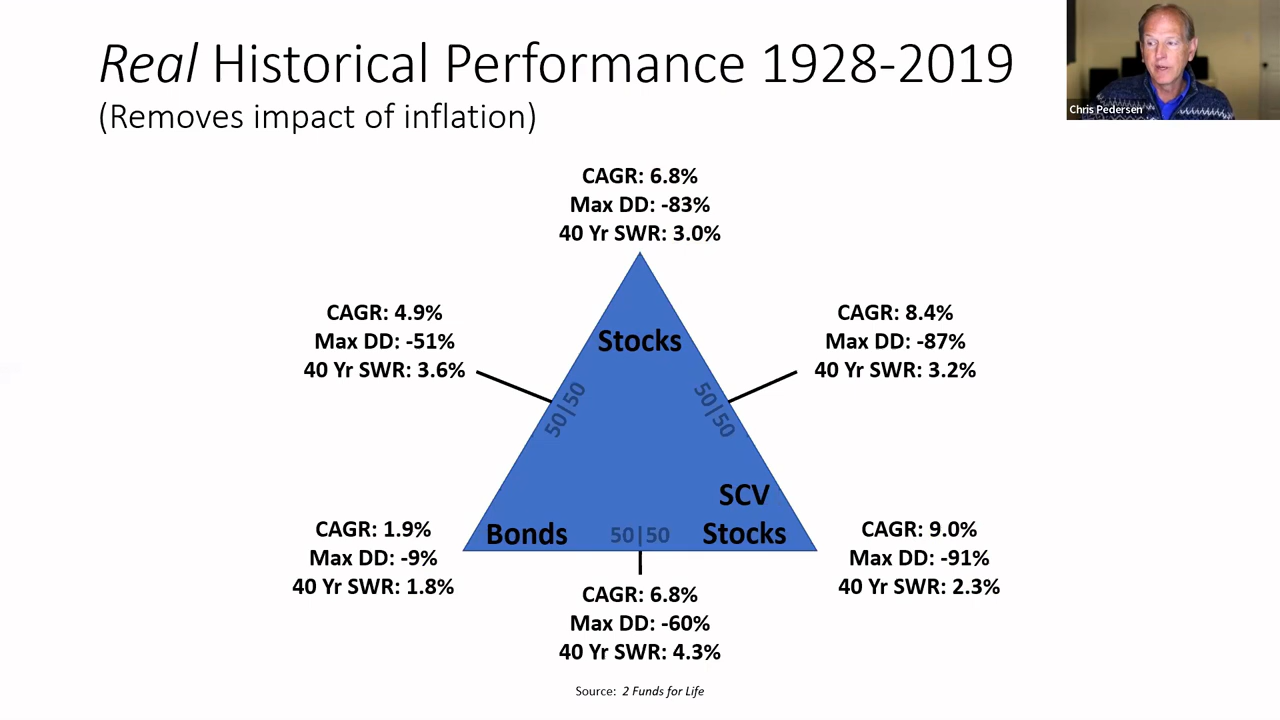 Real Historical Performance 1928-2019
(Removes impact of inflation)
Chris Pedersen
CAGR: 6.8%
Max DD: -83%
40 Yr SWR: 3.0%
CAGR: 4.9%
Max DD: -51%
40 Yr SWR: 3.6%
CAGR: 8.4%
Max DD: -87%
40 Yr SWR: 3.2%
Stocks
50|50
50|50
SCV
Stocks
Bonds
50|50
CAGR: 1.9%
Max DD: -9%
40 Yr SWR: 1.8%
CAGR: 9.0%
Max DD: -91%
40 Yr SWR: 2.3%
CAGR: 6.8%
Max DD: -60%
40 Yr SWR: 4.3%
Source: 2 Funds for Life